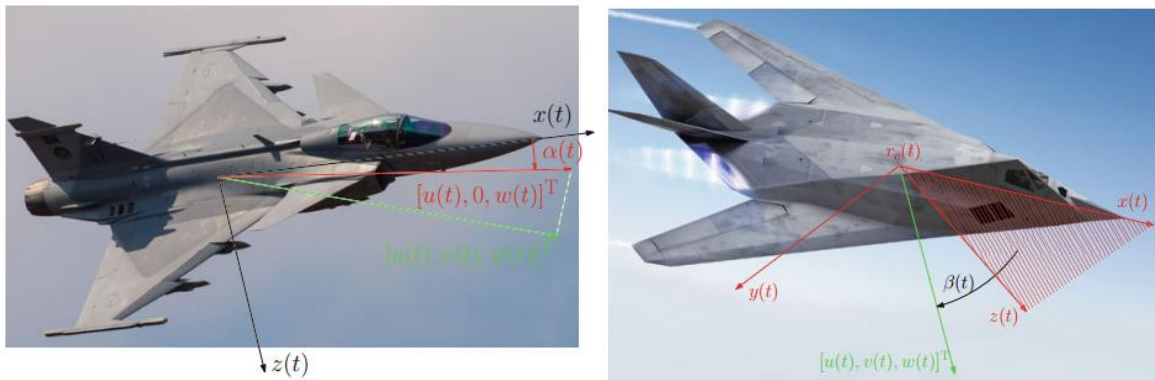 x(t)
α(t)
[u(t), 0, w(t)]ᵀ
[u(t), v(t), w(t)]ᵀ
z(t)
r_c(t)
x(t)
β(t)
y(t)
z(t)
[u(t), v(t), w(t)]ᵀ